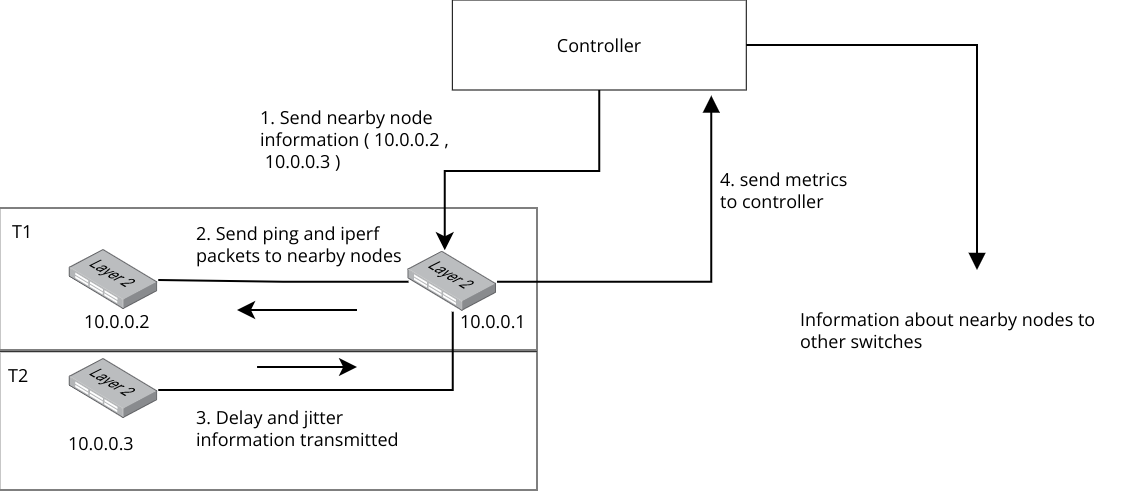 Controller
1. Send nearby node
information ( 10.0.0.2 ,
10.0.0.3 )
4. send metrics
to controller
T1
2. Send ping and iperf
packets to nearby nodes
Layer 2
Layer 2
10.0.0.2
10.0.0.1
Information about nearby nodes to
other switches
T2
Layer 2
3. Delay and jitter
information transmitted
10.0.0.3